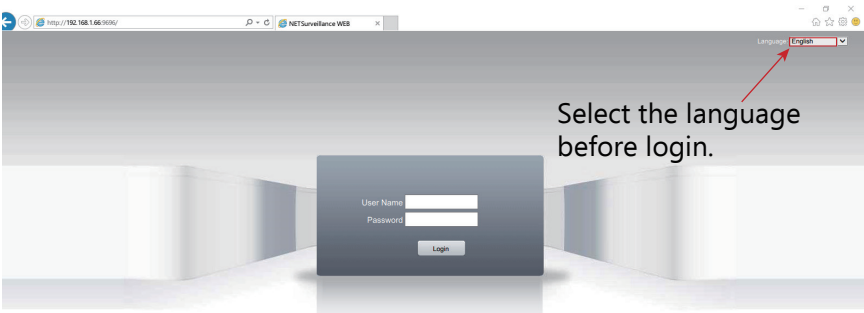 http://192.168.1.66:9696/
NETSurveillance WEB
Language English
Select the language
before login.
User Name
Password
Login